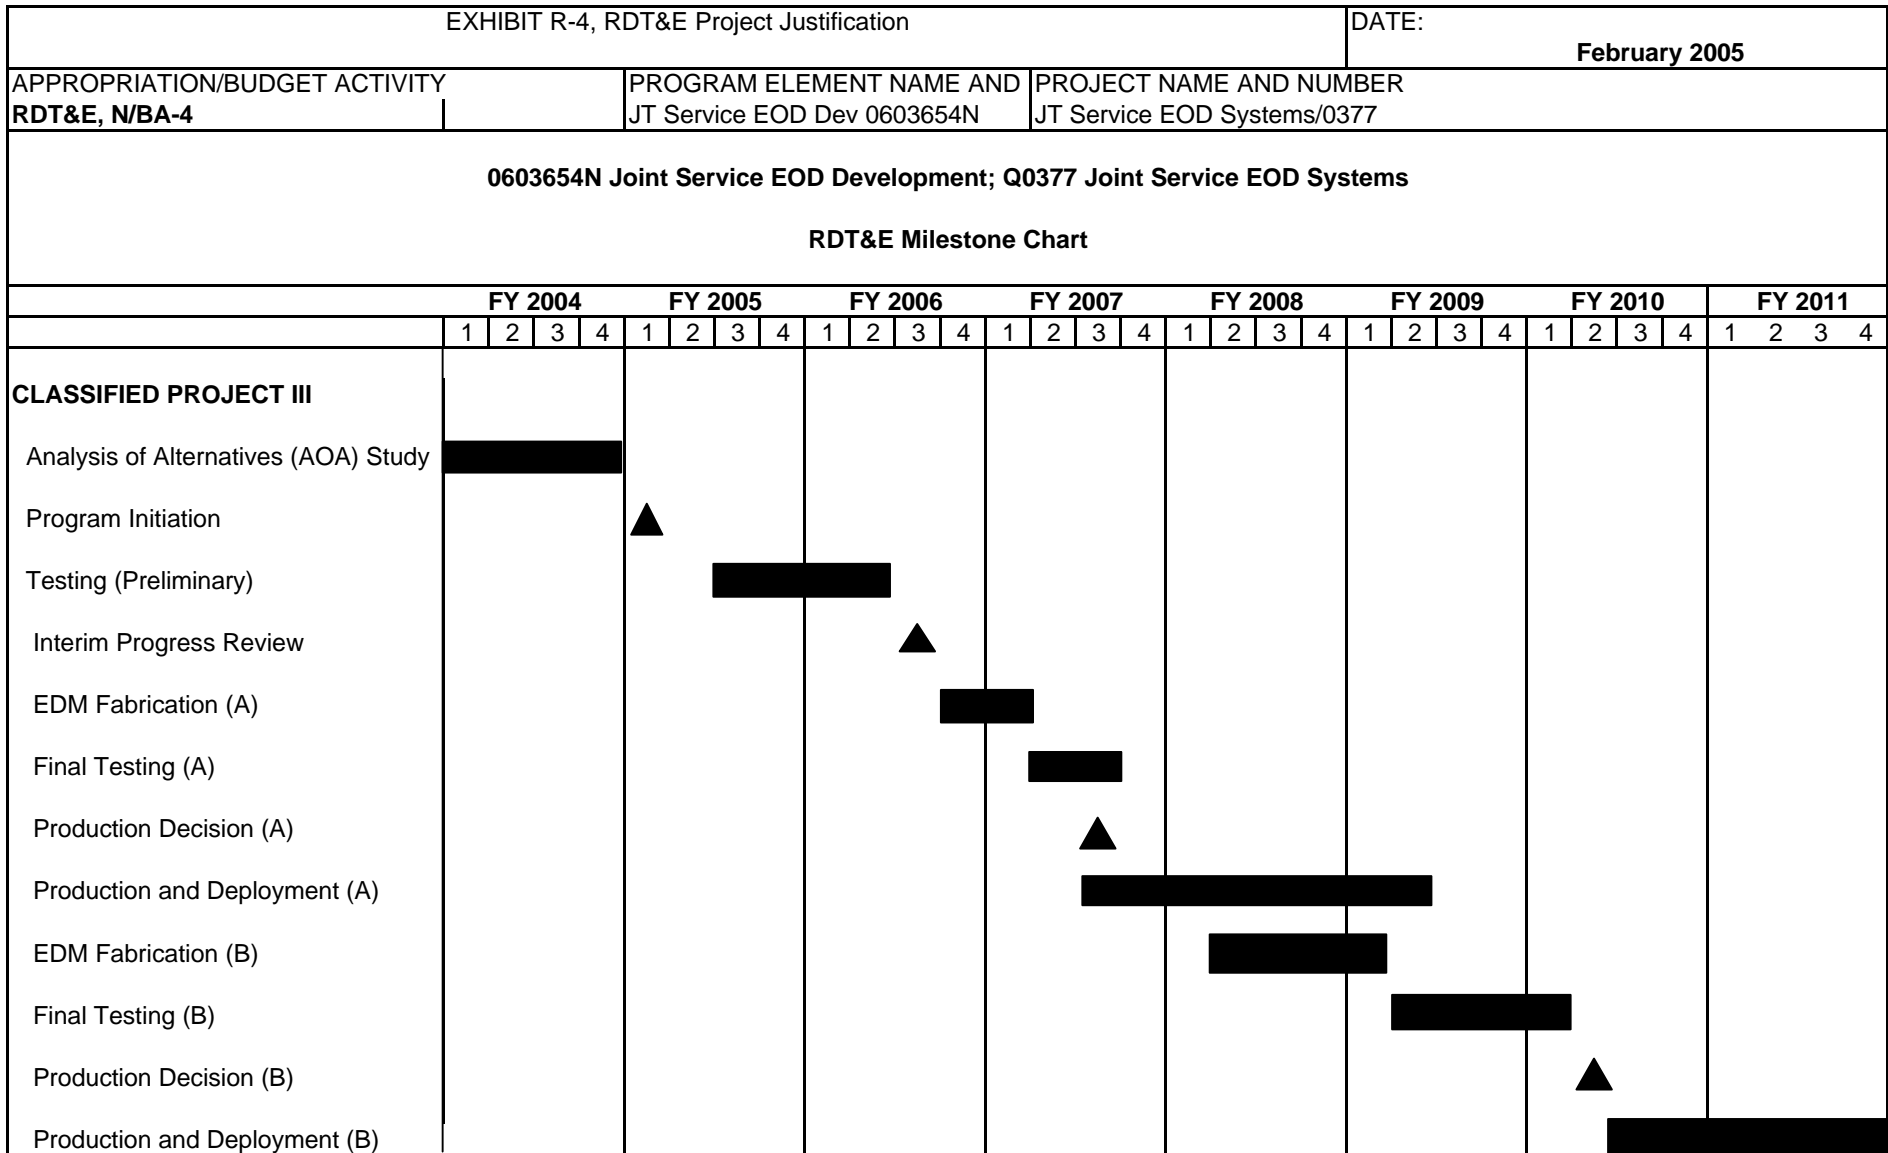 EXHIBIT R-4, RDT&E Project Justification DATE:
February 2005
APPROPRIATION/BUDGET ACTIVITY PROGRAM ELEMENT NAME AND PROJECT NAME AND NUMBER
RDT&E, N/BA-4 JT Service EOD Dev 0603654N JT Service EOD Systems/0377
0603654N Joint Service EOD Development; Q0377 Joint Service EOD Systems
RDT&E Milestone Chart
FY 2004 FY 2005 FY 2006 FY 2007 FY 2008 FY 2009 FY 2010 FY 2011
1 2 3 4 1 2 3 4 1 2 3 4 1 2 3 4 1 2 3 4 1 2 3 4 1 2 3 4 1 2 3 4
CLASSIFIED PROJECT III
Analysis of Alternatives (AOA) Study
Program Initiation
Testing (Preliminary)
Interim Progress Review
EDM Fabrication (A)
Final Testing (A)
Production Decision (A)
Production and Deployment (A)
EDM Fabrication (B)
Final Testing (B)
Production Decision (B)
Production and Deployment (B)